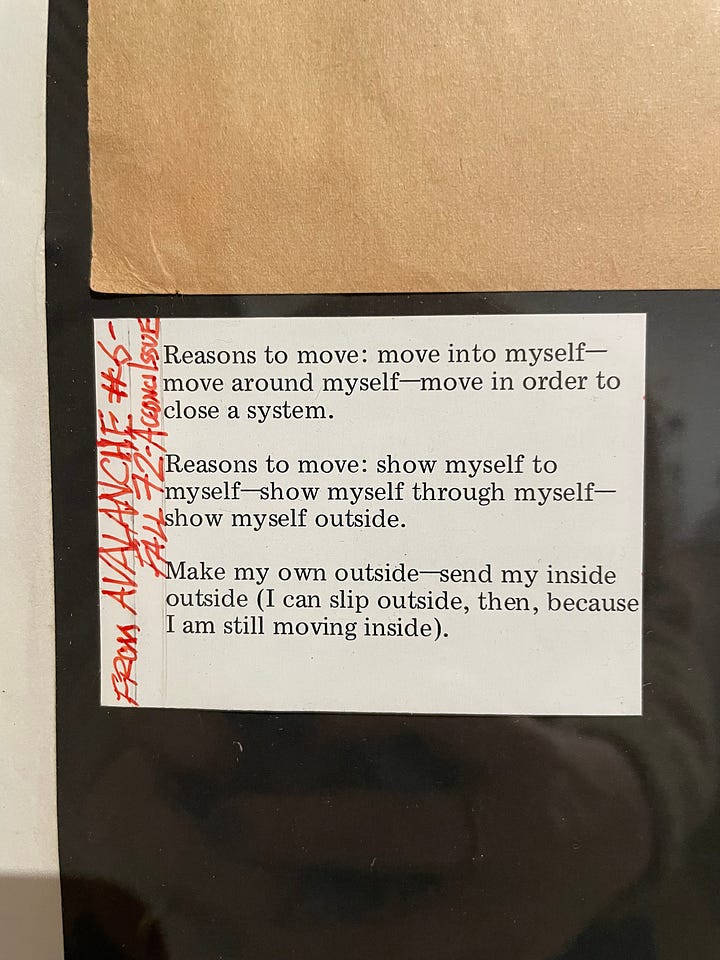 FROM AVALANCHE #6-
FALL 72-ACCONCI ISSUE
Reasons to move: move into myself—
move around myself—move in order to
close a system.
Reasons to move: show myself to
myself—show myself through myself—
show myself outside.
Make my own outside—send my inside
outside (I can slip outside, then, because
I am still moving inside).